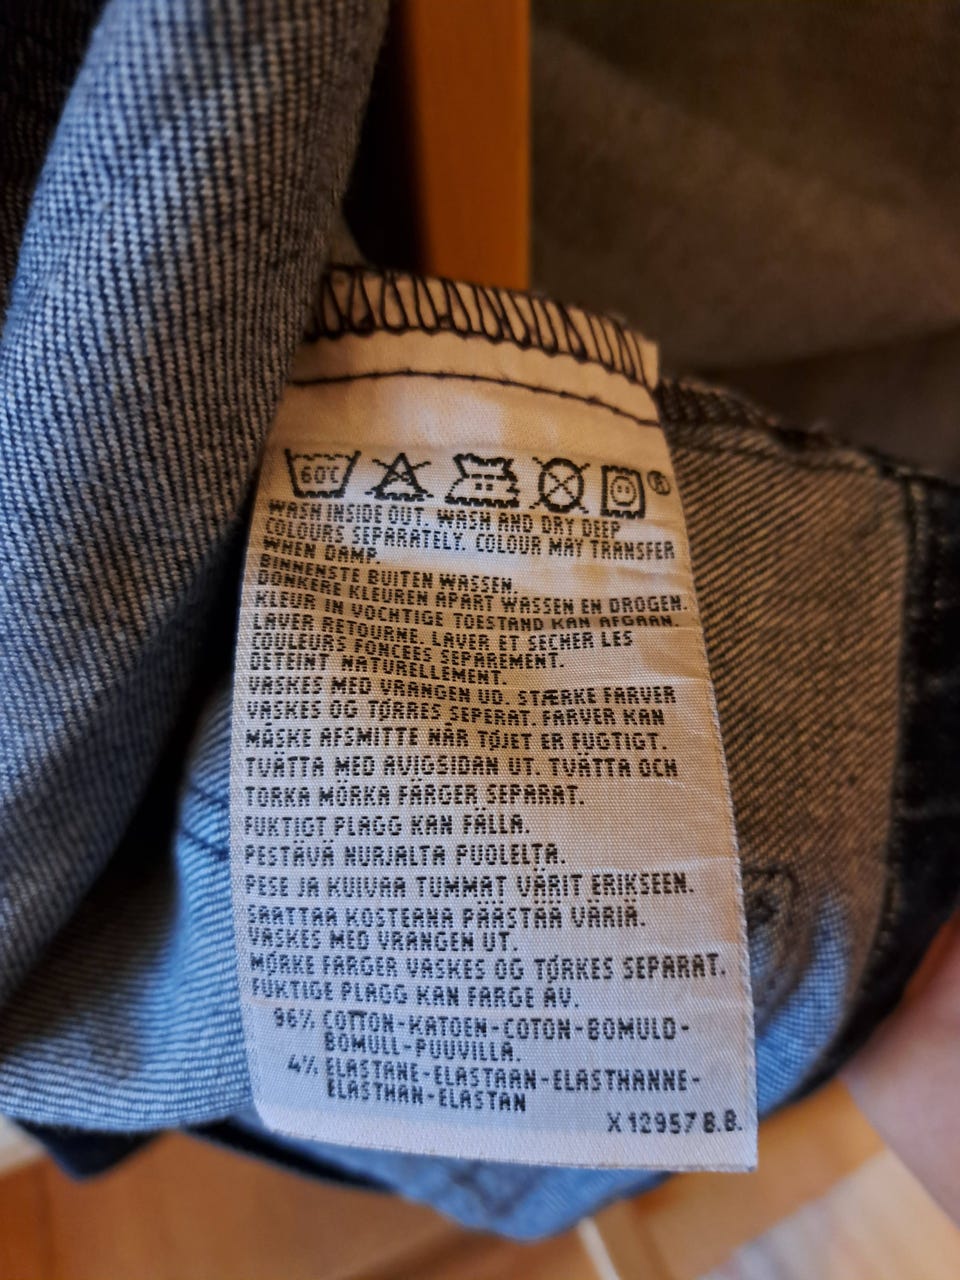 60°C ®
WASH INSIDE OUT. WASH AND DRY DEEP
COLOURS SEPARATELY. COLOUR MAY TRANSFER
WHEN DAMP.
BINNENSTE BUITEN WASSEN.
DONKERE KLEUREN APART WASSEN EN DROGEN.
KLEUR IN VOCHTIGE TOESTAND KAN AFGAAN.
LAVER RETOURNE. LAVER ET SECHER LES
COULEURS FONCEES SEPAREMENT.
DETEINT NATURELLEMENT.
VASKES MED VRANGEN UD. STÆRKE FARVER
VASKES OG TØRRES SEPERAT. FARVER KAN
MÅSKE AFSMITTE NÅR TØJET ER FUGTIGT.
TVÄTTA MED AVIGSIDAN UT. TVÄTTA OCH
TORKA MÖRKA FÄRGER SEPARAT.
FUKTIGT PLAGG KAN FÄLLA.
PESTÄVÄ NURJALTA PUOLELTA.
PESE JA KUIVAA TUMMAT VÄRIT ERIKSEEN.
SAATTAA KOSTEANA PÄÄSTÄÄ VÄRIÄ.
VASKES MED VRANGEN UT.
MØRKE FARGER VASKES OG TØRKES SEPARAT.
FUKTIGE PLAGG KAN FARGE AV.
96% COTTON-KATOEN-COTON-BOMULD-
BOMULL-PUUVILLA.
4% ELASTANE-ELASTAAN-ELASTHANNE-
ELASTHAN-ELASTAN
X 12957 B.B.